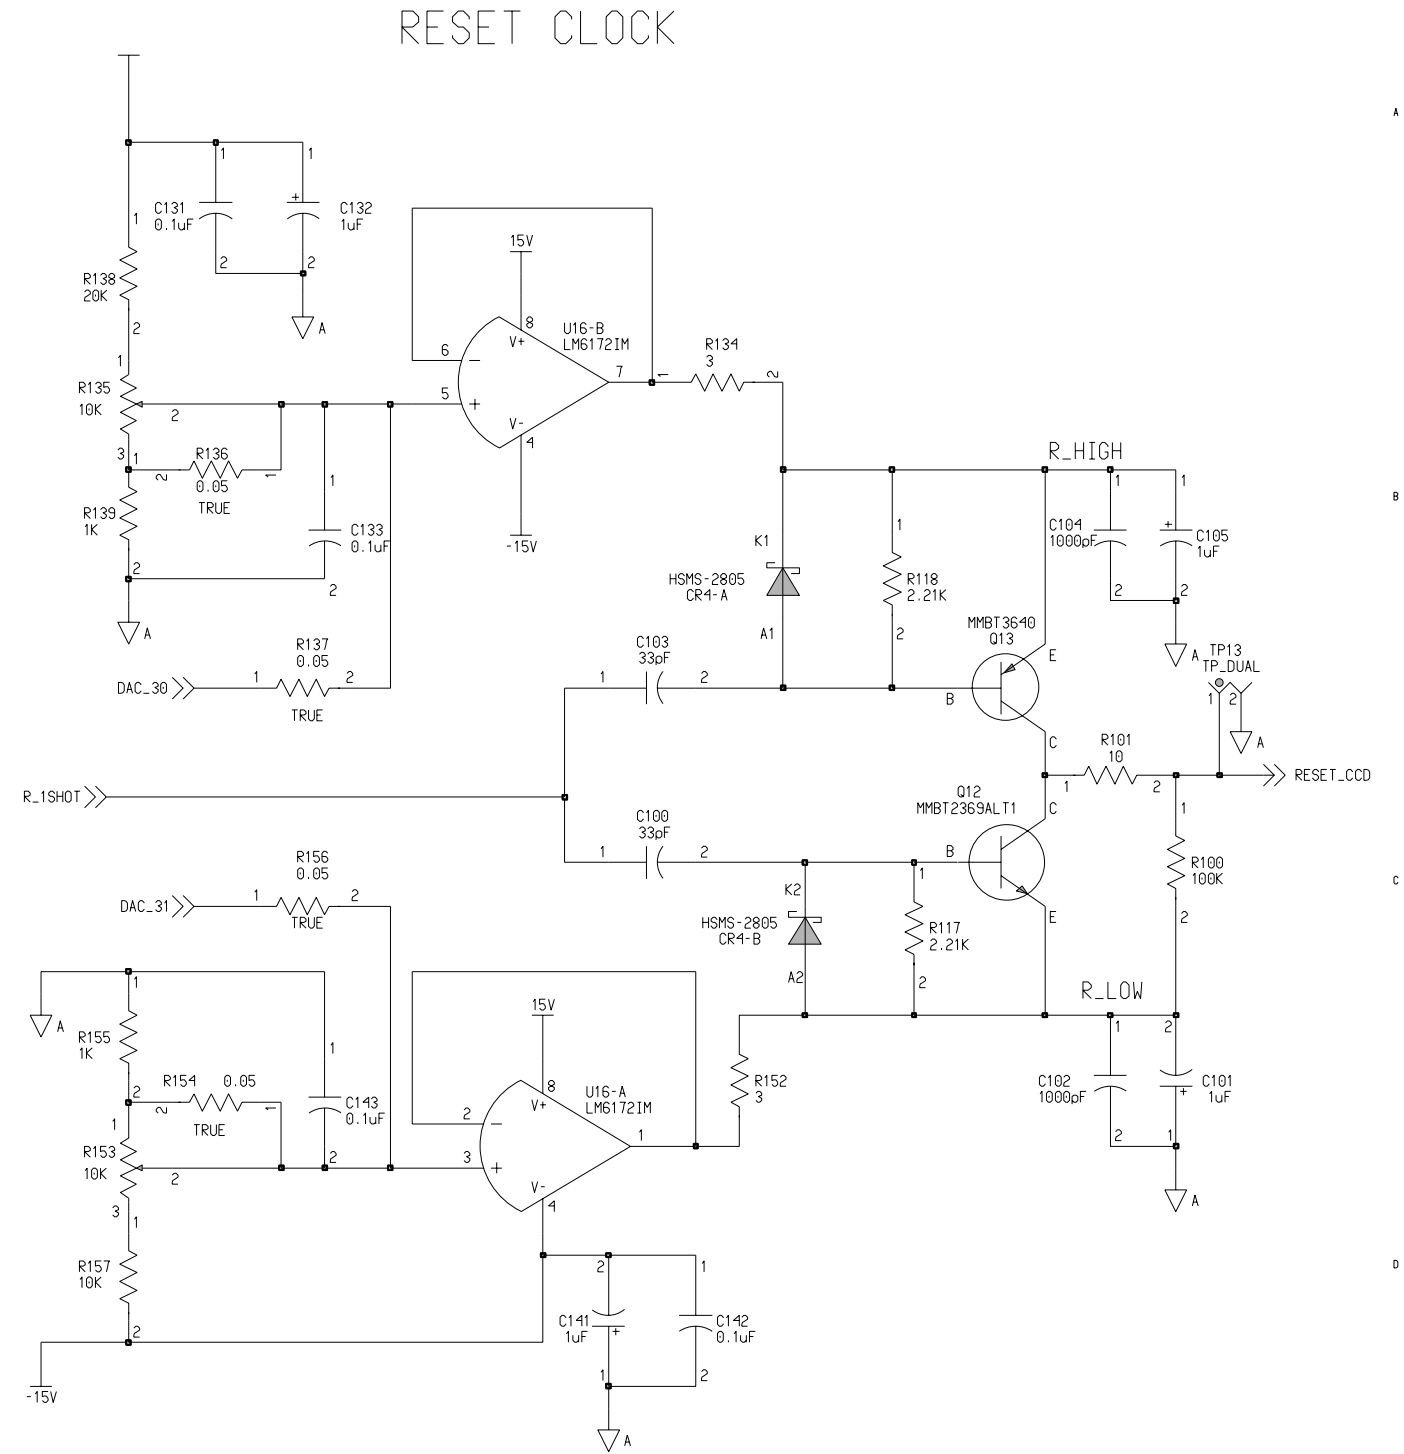 RESET CLOCK
A
1
1
C131
0.1uF
+
C132
1uF
1
2
2
15V
R138
20K
A
8
U16-B
LM6172IM
V+
2
R134
3
6
−
1
7
1
2
R135
10K
2
5
+
V-
4
3
1
R136
R_HIGH
2
1
1
1
1
0.05
TRUE
B
R139
1K
1
C133
0.1uF
-15V
C104
1000pF
+
C105
1uF
K1
HSMS-2805
CR4-A
R118
2.21K
2
2
2
2
A
A1
2
MMBT3640
Q13
R137
0.05
C103
33pF
E
A
TP13
TP_DUAL
DAC_30
1
2
1
2
B
1
2
TRUE
C
R101
10
A
R_1SHOT
1
2
RESET_CCD
Q12
MMBT2369ALT1
C
1
C100
33pF
R156
0.05
1
2
B
1
R100
100K
C
DAC_31
1
2
K2
TRUE
HSMS-2805
CR4-B
R117
2.21K
E
2
A2
2
1
R_LOW
15V
A
R155
1K
1
1
2
8
R152
3
R154
0.05
2
U16-A
LM6172IM
C102
1000pF
C101
1uF
+
2
1
C143
0.1uF
V+
1
TRUE
2
−
1
2
1
R153
10K
2
2
3
+
V-
3
1
4
A
R157
10K
2
1
D
C141
1uF
+
C142
0.1uF
2
1
2
-15V
A